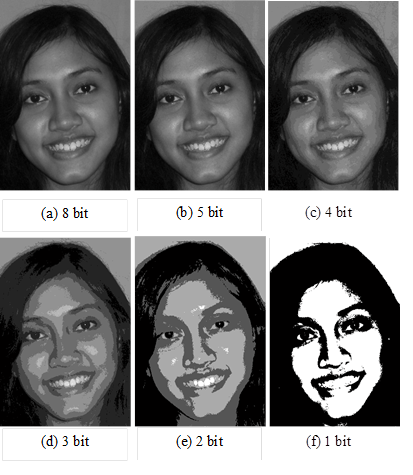 (a) 8 bit
(b) 5 bit
(c) 4 bit
(d) 3 bit
(e) 2 bit
(f) 1 bit